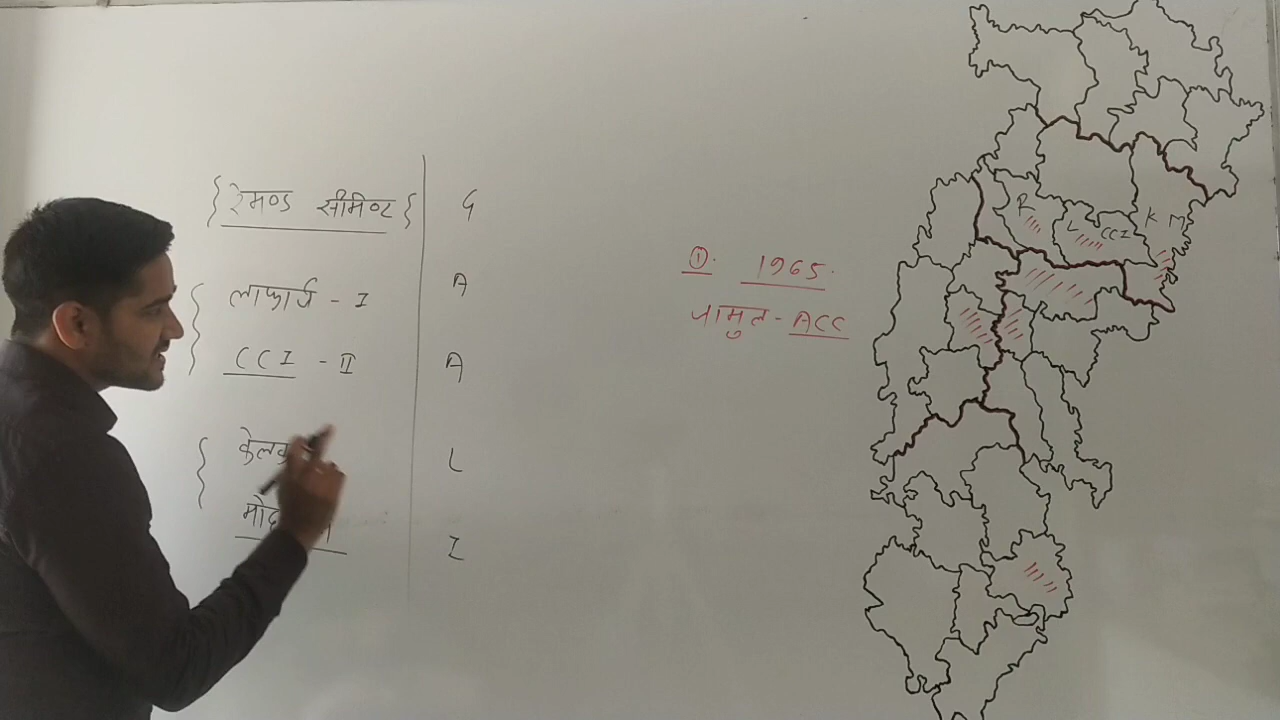 { रेमण्ड सीमेण्ट } G
{ लाफार्ज - I A
CCI - II A
{ L
I
①. 1965.
जामुल - ACC
R
L CCI
K M